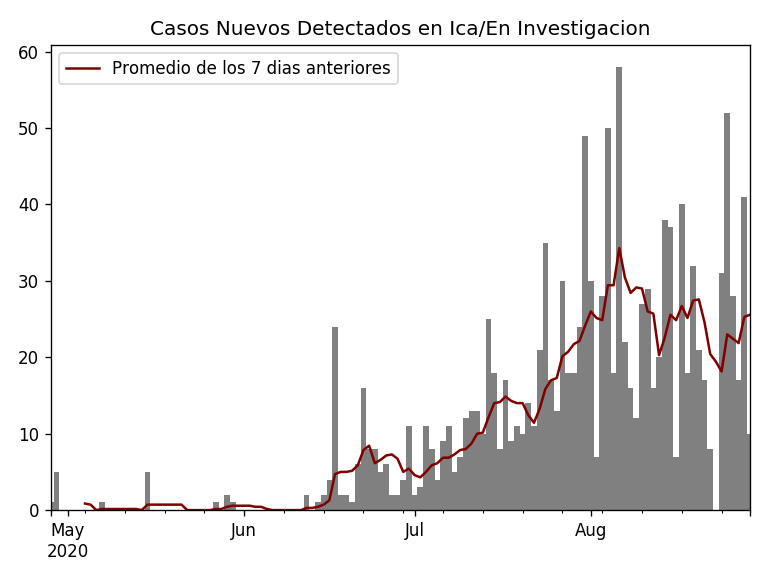 Casos Nuevos Detectados en Ica/En Investigacion
Promedio de los 7 dias anteriores
60
50
40
30
20
10
0
May Jun Jul Aug
2020